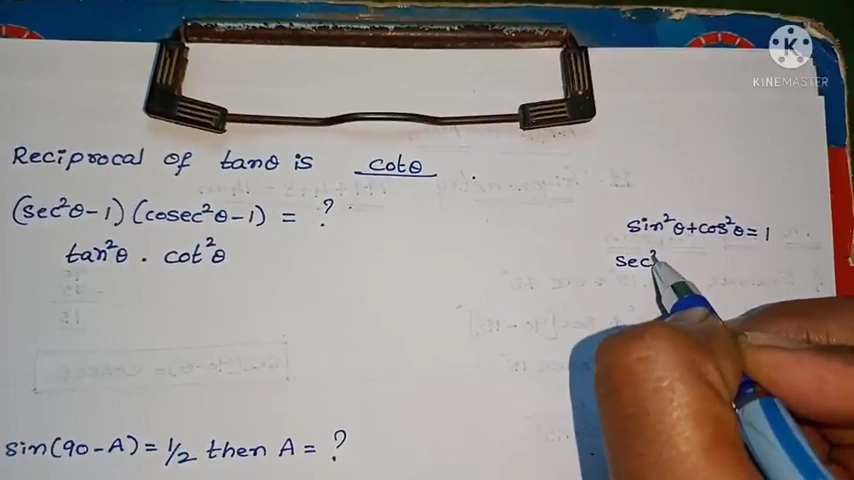 KINEMASTER
Reciprocal of tanθ is cotθ.
(sec²θ-1)(cosec²θ-1) = ?
tan²θ . cot²θ
sin²θ+cos²θ=1
sec²
sin(90-A)=1/2 then A = ?